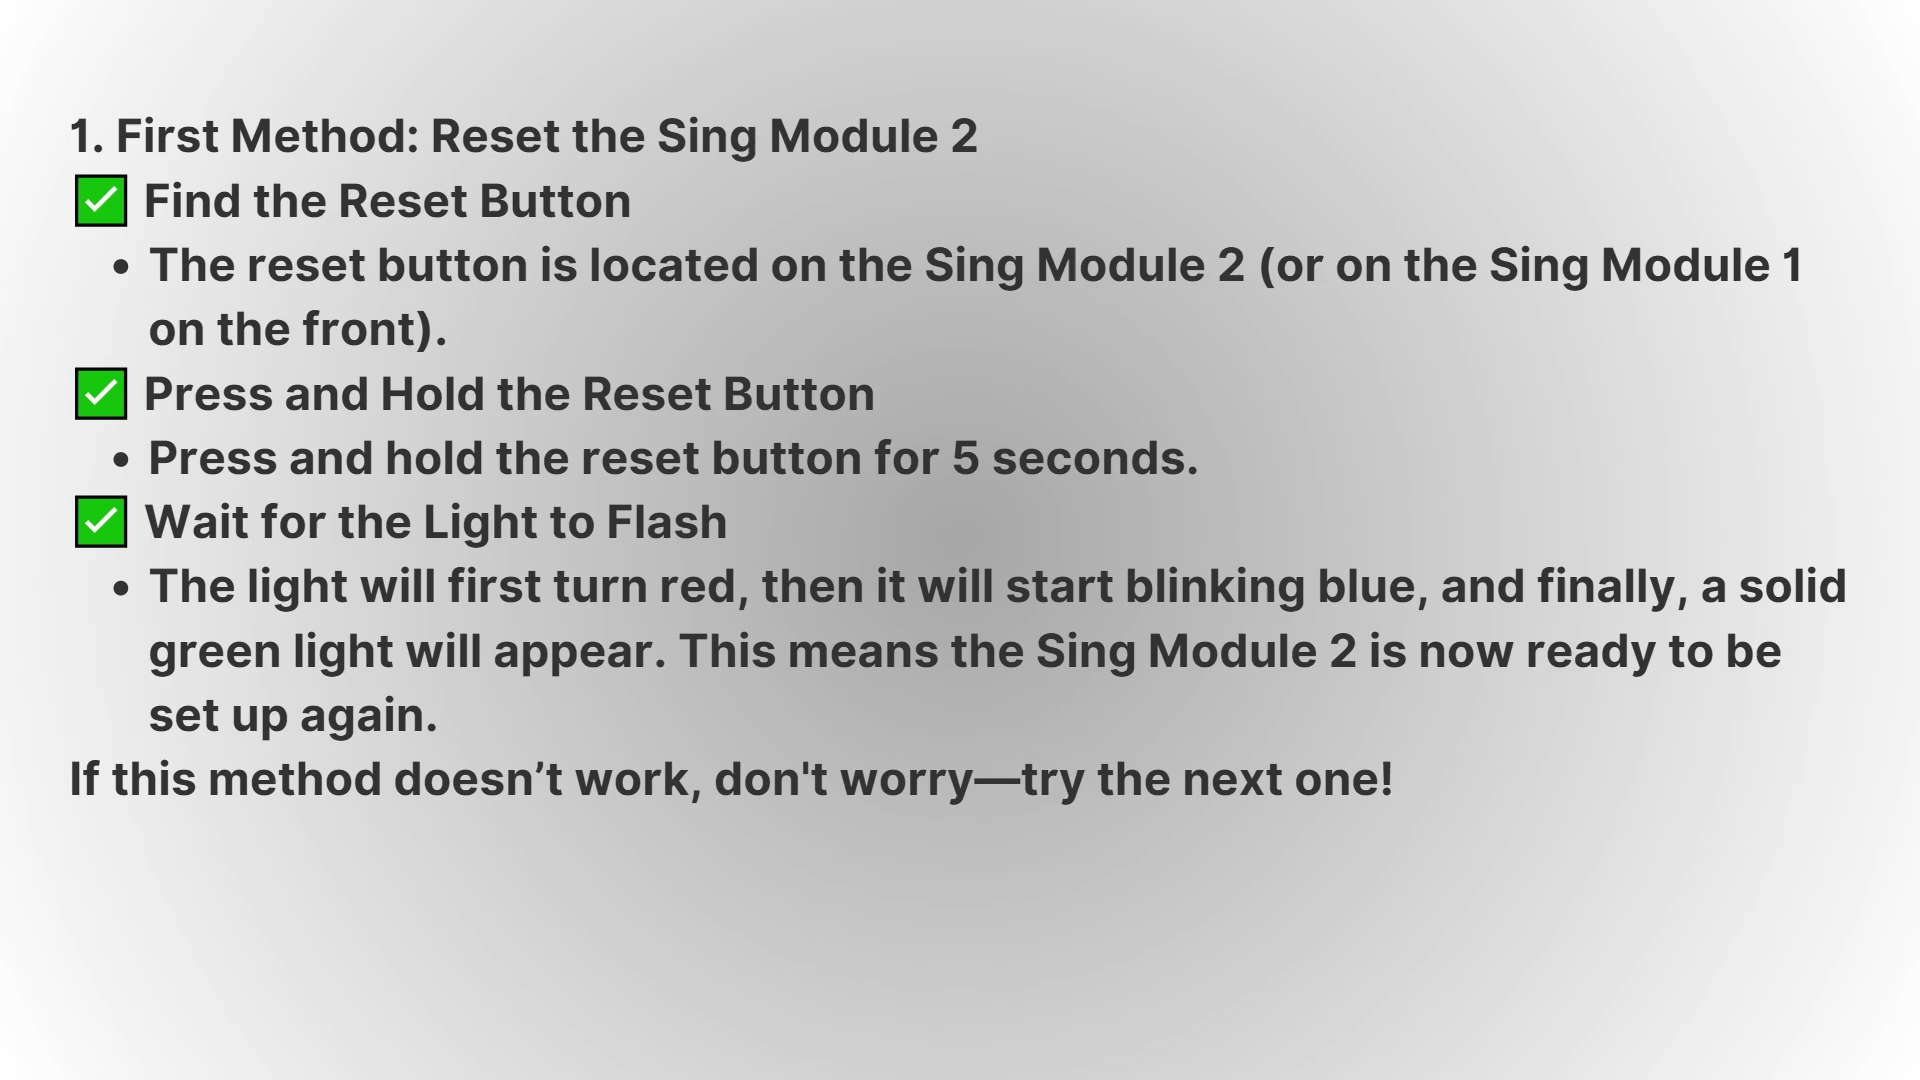 1. First Method: Reset the Sing Module 2
✅ Find the Reset Button
• The reset button is located on the Sing Module 2 (or on the Sing Module 1
on the front).
✅ Press and Hold the Reset Button
• Press and hold the reset button for 5 seconds.
✅ Wait for the Light to Flash
• The light will first turn red, then it will start blinking blue, and finally, a solid
green light will appear. This means the Sing Module 2 is now ready to be
set up again.
If this method doesn’t work, don't worry—try the next one!